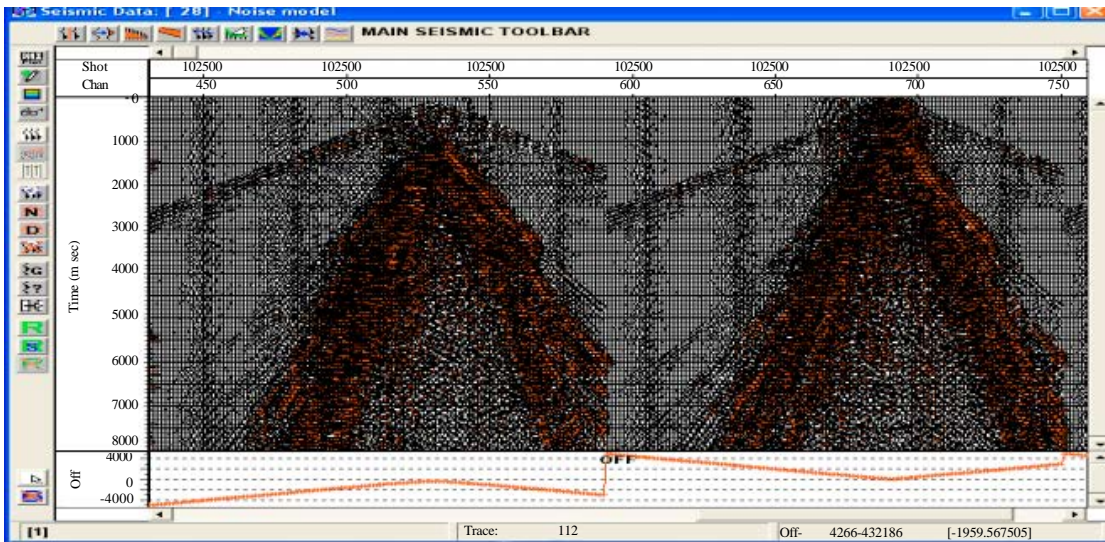 Seismic Data: [ 28] - Noise model
MAIN SEISMIC TOOLBAR
Shot 102500 102500 102500 102500 102500 102500 102500
Chan 450 500 550 600 650 700 750
0
1000
2000
3000
4000
5000
6000
7000
8000
Time (m sec)
N
D
R
S
4000
0
-4000
Off
OFF
[1] Trace: 112 Off- 4266-432186 [-1959.567505]